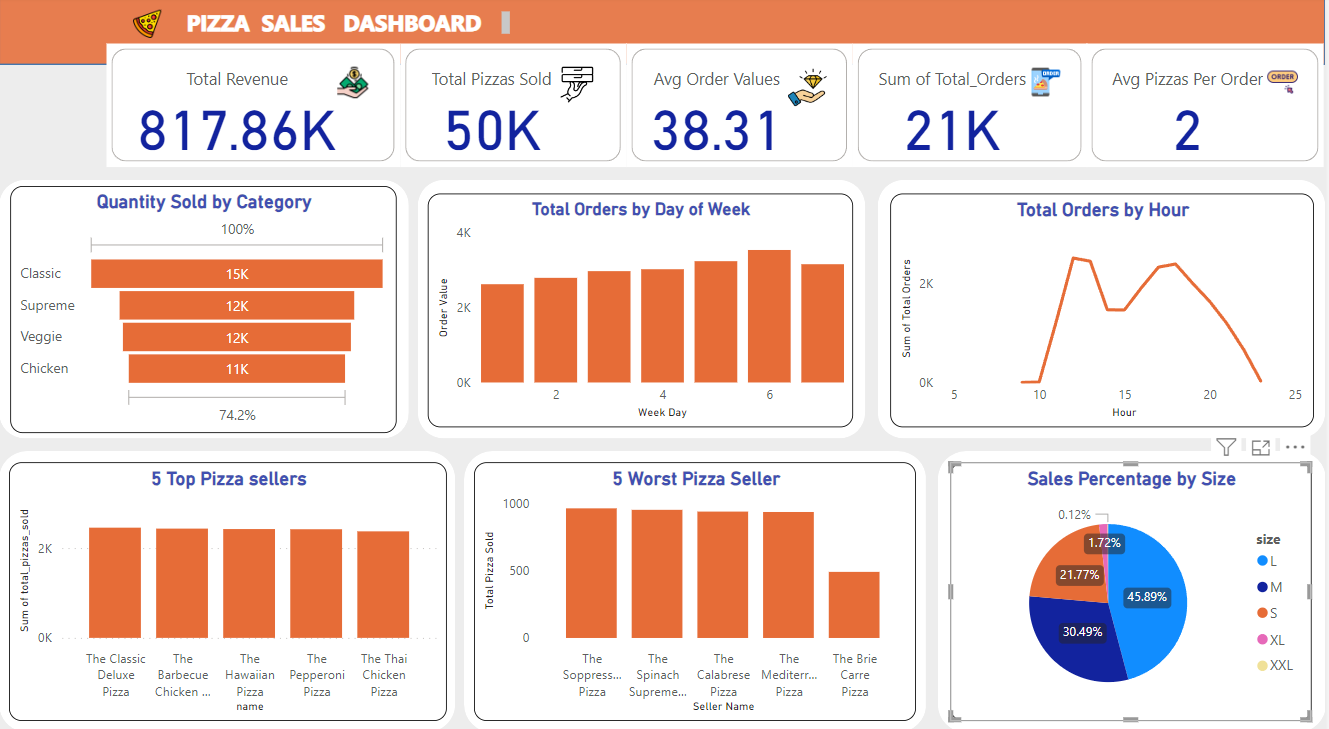 PIZZA SALES DASHBOARD
Total Revenue
817.86K
Total Pizzas Sold
50K
Avg Order Values
38.31
Sum of Total_Orders
ORDER
21K
Avg Pizzas Per Order
ORDER
2
Quantity Sold by Category
100%
Classic
15K
Supreme
12K
Veggie
12K
Chicken
11K
74.2%
Total Orders by Day of Week
Order Value
4K
2K
0K
2
4
6
Week Day
Total Orders by Hour
Sum of Total Orders
2K
0K
5
10
15
20
25
Hour
5 Top Pizza sellers
Sum of total_pizzas_sold
2K
0K
The Classic
Deluxe
Pizza
The
Barbecue
Chicken ...
The
Hawaiian
Pizza
The
Pepperoni
Pizza
The Thai
Chicken
Pizza
name
5 Worst Pizza Seller
Total Pizza Sold
1000
500
0
The
Soppress...
Pizza
The
Spinach
Supreme...
The
Calabrese
Pizza
The
Mediterr...
Pizza
The Brie
Carre
Pizza
Seller Name
Sales Percentage by Size
0.12%
1.72%
21.77%
45.89%
30.49%
size
L
M
S
XL
XXL